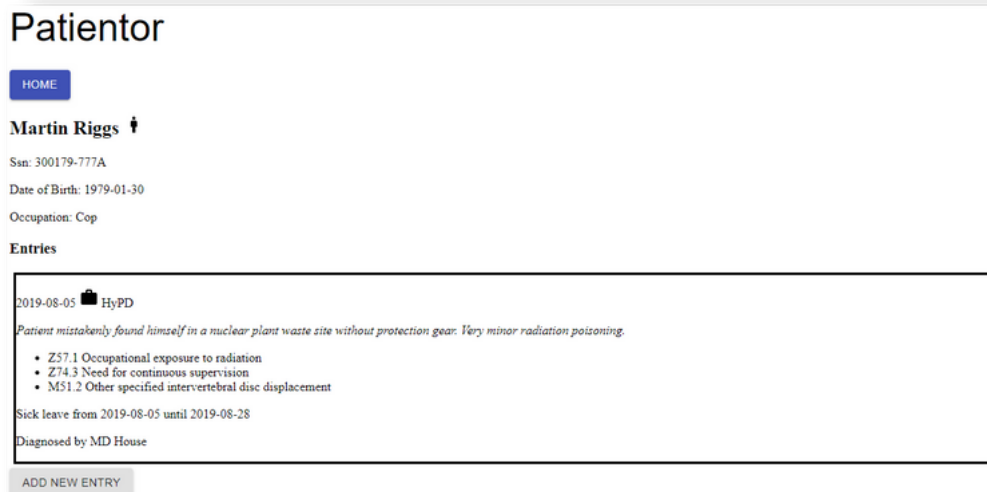 Patientor
HOME
Martin Riggs
Ssn: 300179-777A
Date of Birth: 1979-01-30
Occupation: Cop
Entries
2019-08-05 HyPD
Patient mistakenly found himself in a nuclear plant waste site without protection gear. Very minor radiation poisoning.
Z57.1 Occupational exposure to radiation
Z74.3 Need for continuous supervision
M51.2 Other specified intervertebral disc displacement
Sick leave from 2019-08-05 until 2019-08-28
Diagnosed by MD House
ADD NEW ENTRY